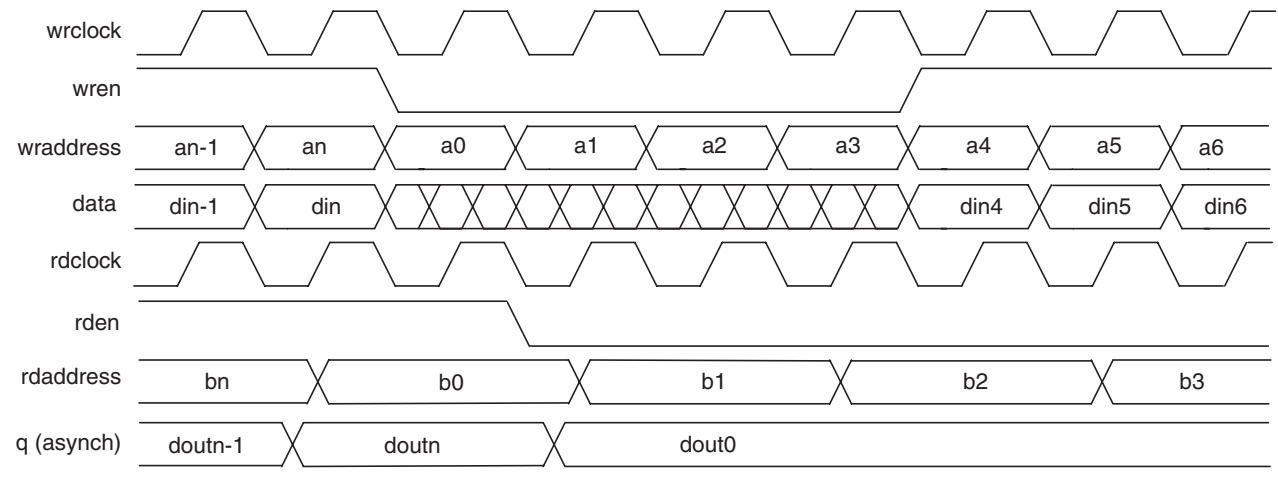 wrclock
wren
wraddress an-1 an a0 a1 a2 a3 a4 a5 a6
data din-1 din din4 din5 din6
rdclock
rden
rdaddress bn b0 b1 b2 b3
q (asynch) doutn-1 doutn dout0